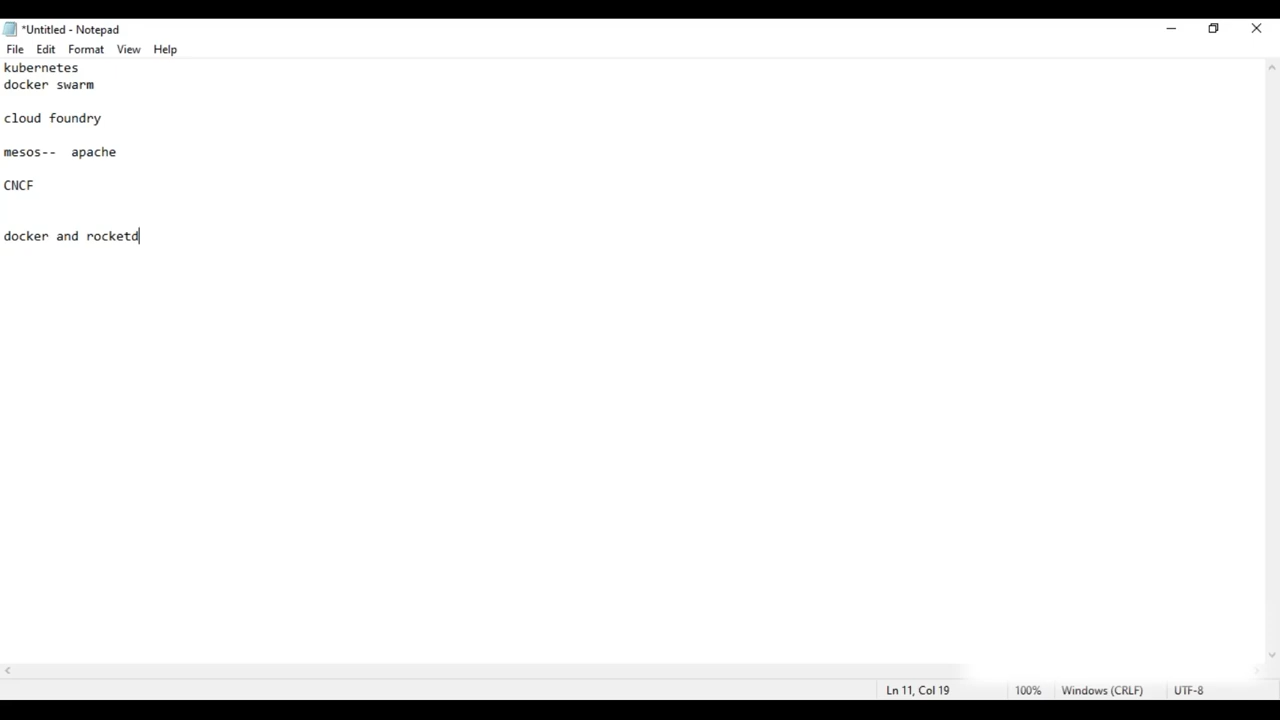 *Untitled - Notepad
File Edit Format View Help
kubernetes
docker swarm
cloud foundry
mesos--  apache
CNCF
docker and rocketd
Ln 11, Col 19 100% Windows (CRLF) UTF-8